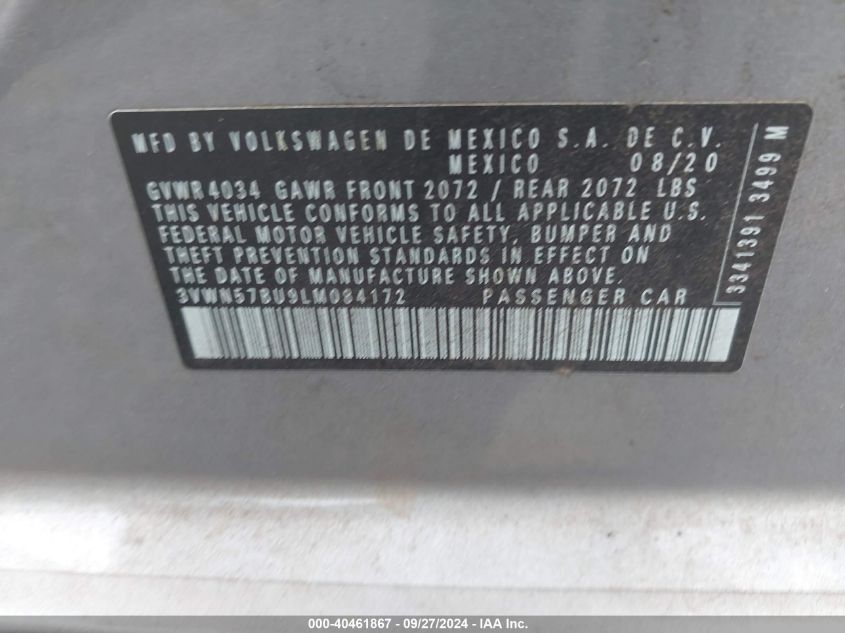 MFD BY VOLKSWAGEN DE MEXICO S.A. DE C.V.
MEXICO 08/20
GVWR 4034 GAWR FRONT 2072 / REAR 2072 LBS
THIS VEHICLE CONFORMS TO ALL APPLICABLE U.S.
FEDERAL MOTOR VEHICLE SAFETY, BUMPER AND
THEFT PREVENTION STANDARDS IN EFFECT ON
THE DATE OF MANUFACTURE SHOWN ABOVE.
3VWN57BU9LM084172 PASSENGER CAR
3341391 3499 M
000-40461867 - 09/27/2024 - IAA Inc.